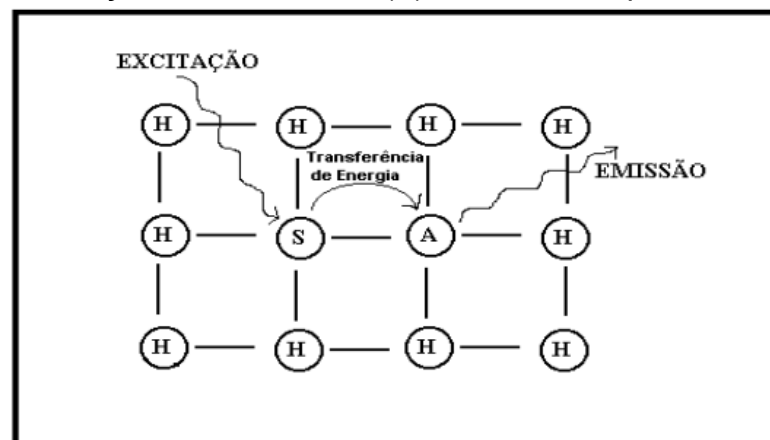 EXCITAÇÃO
H H H H
Transferência
de Energia
EMISSÃO
H S A H
H H H H